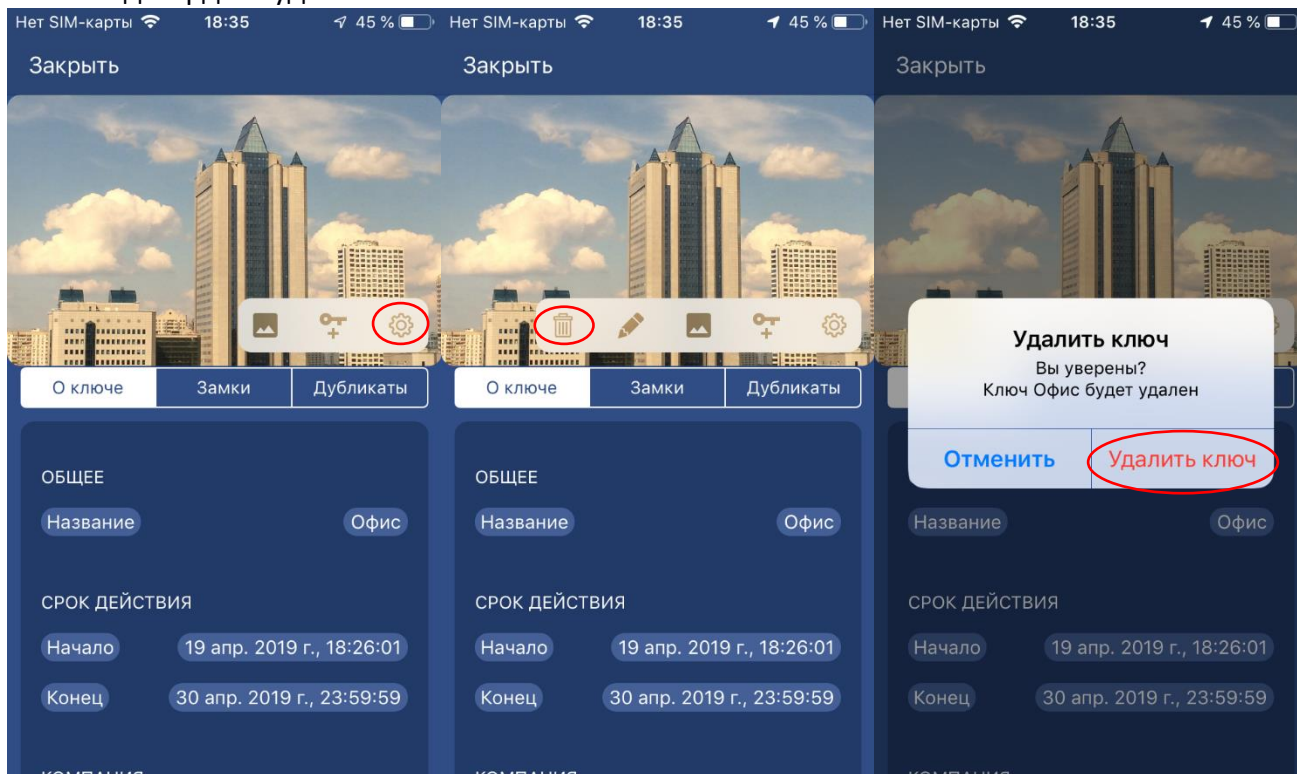 Нет SIM-карты 18:35 45 %
Закрыть
О ключе Замки Дубликаты
ОБЩЕЕ
Название Офис
СРОК ДЕЙСТВИЯ
Начало 19 апр. 2019 г., 18:26:01
Конец 30 апр. 2019 г., 23:59:59
Нет SIM-карты 18:35 45 %
Закрыть
О ключе Замки Дубликаты
ОБЩЕЕ
Название Офис
СРОК ДЕЙСТВИЯ
Начало 19 апр. 2019 г., 18:26:01
Конец 30 апр. 2019 г., 23:59:59
Нет SIM-карты 18:35 45 %
Закрыть
Удалить ключ
Вы уверены?
Ключ Офис будет удален
Отменить Удалить ключ
Название Офис
СРОК ДЕЙСТВИЯ
Начало 19 апр. 2019 г., 18:26:01
Конец 30 апр. 2019 г., 23:59:59